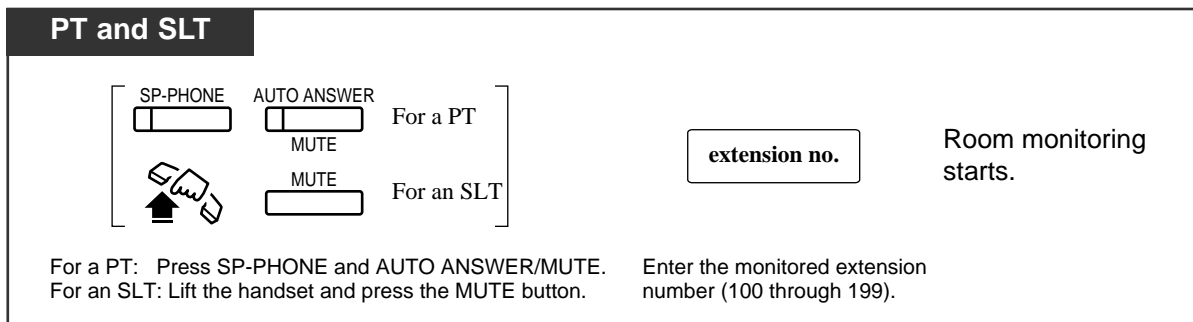 PT and SLT
SP-PHONE AUTO ANSWER
For a PT
MUTE
MUTE
For an SLT
extension no.
Room monitoring
starts.
For a PT: Press SP-PHONE and AUTO ANSWER/MUTE.
For an SLT: Lift the handset and press the MUTE button.
Enter the monitored extension
number (100 through 199).